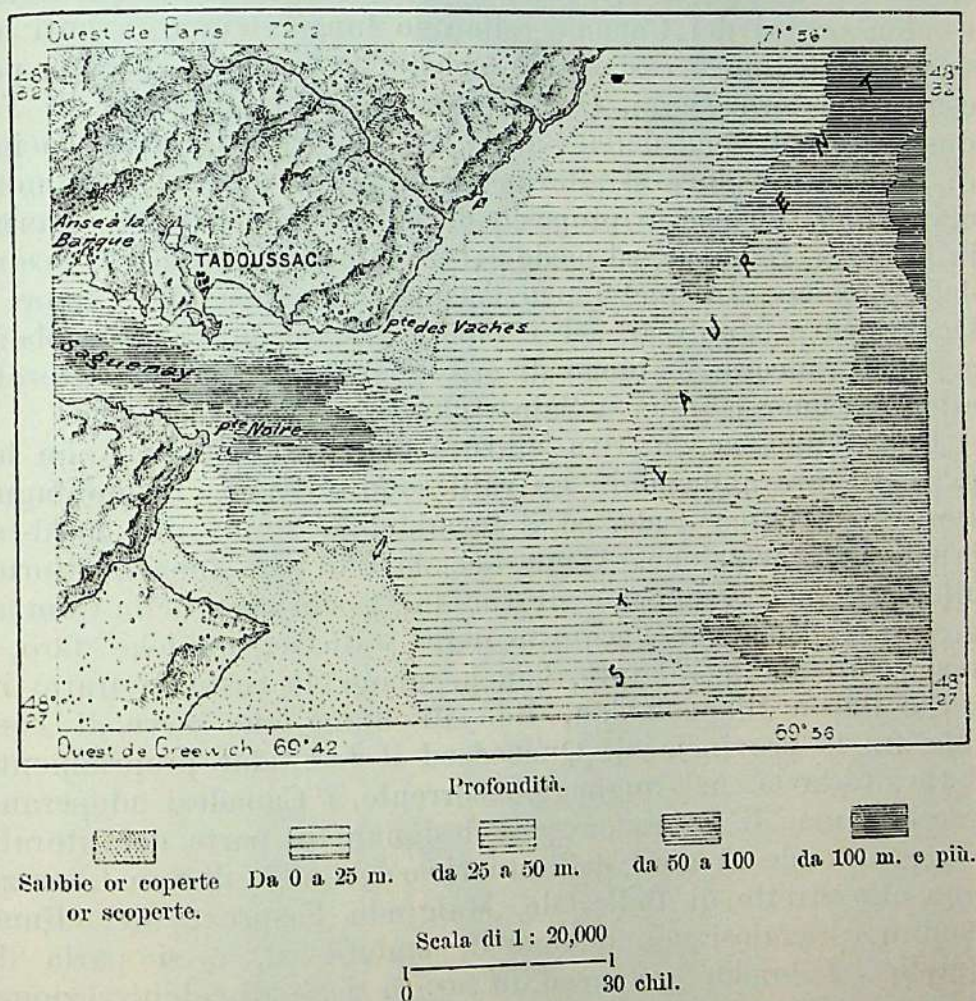 Ouest de Paris 72° 2 71° 56'
48° 48°
32 32
T
N
E
Anse à la
Barque
TADOUSSAC
R
pte des Vaches
U
Saguenay
A
pte Noire
L
T
S
48° 48°
27 27
Ouest de Greewich 69°42 69°36
Profondità.
Sabbie or coperte
or scoperte.
Da 0 a 25 m.
da 25 a 50 m.
da 50 a 100
da 100 m. e più.
Scala di 1 : 20,000
0 30 chil.